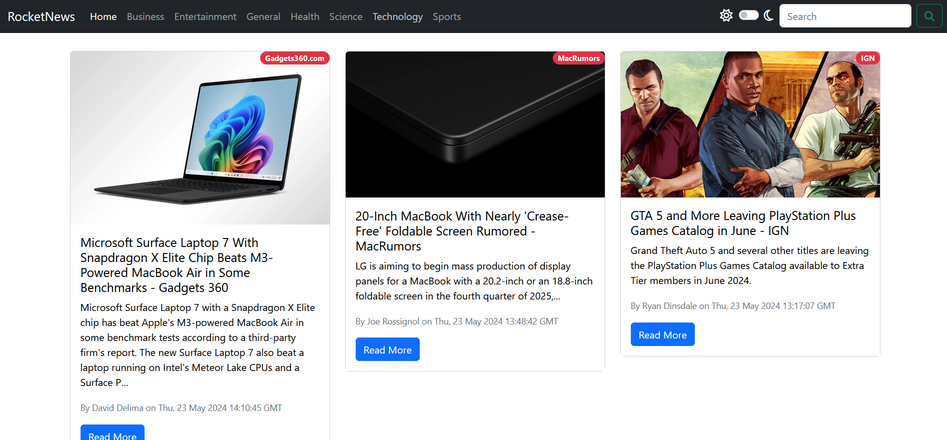 RocketNews Home Business Entertainment General Health Science Technology Sports Search
Gadgets360.com
Microsoft Surface Laptop 7 With
Snapdragon X Elite Chip Beats M3-
Powered MacBook Air in Some
Benchmarks - Gadgets 360
Microsoft Surface Laptop 7 with a Snapdragon X Elite
chip has beat Apple's M3-powered MacBook Air in
some benchmark tests according to a third-party
firm's report. The new Surface Laptop 7 also beat a
laptop running on Intel's Meteor Lake CPUs and a
Surface P...
By David Delima on Thu, 23 May 2024 14:10:45 GMT
Read More
MacRumors
20-Inch MacBook With Nearly 'Crease-
Free' Foldable Screen Rumored -
MacRumors
LG is aiming to begin mass production of display
panels for a MacBook with a 20.2-inch or an 18.8-inch
foldable screen in the fourth quarter of 2025,...
By Joe Rossignol on Thu, 23 May 2024 13:48:42 GMT
Read More
IGN
GTA 5 and More Leaving PlayStation Plus
Games Catalog in June - IGN
Grand Theft Auto 5 and several other titles are leaving
the PlayStation Plus Games Catalog available to Extra
Tier members in June 2024.
By Ryan Dinsdale on Thu, 23 May 2024 13:17:07 GMT
Read More